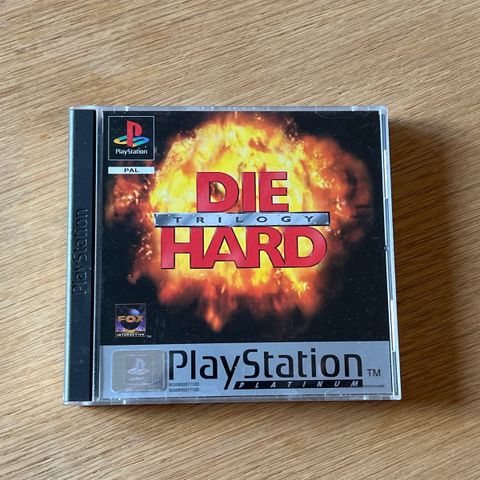 PlayStation
PlayStation
PAL
DIE
TRILOGY
HARD
FOX
INTERACTIVE
PlayStation TM
PLATINUM